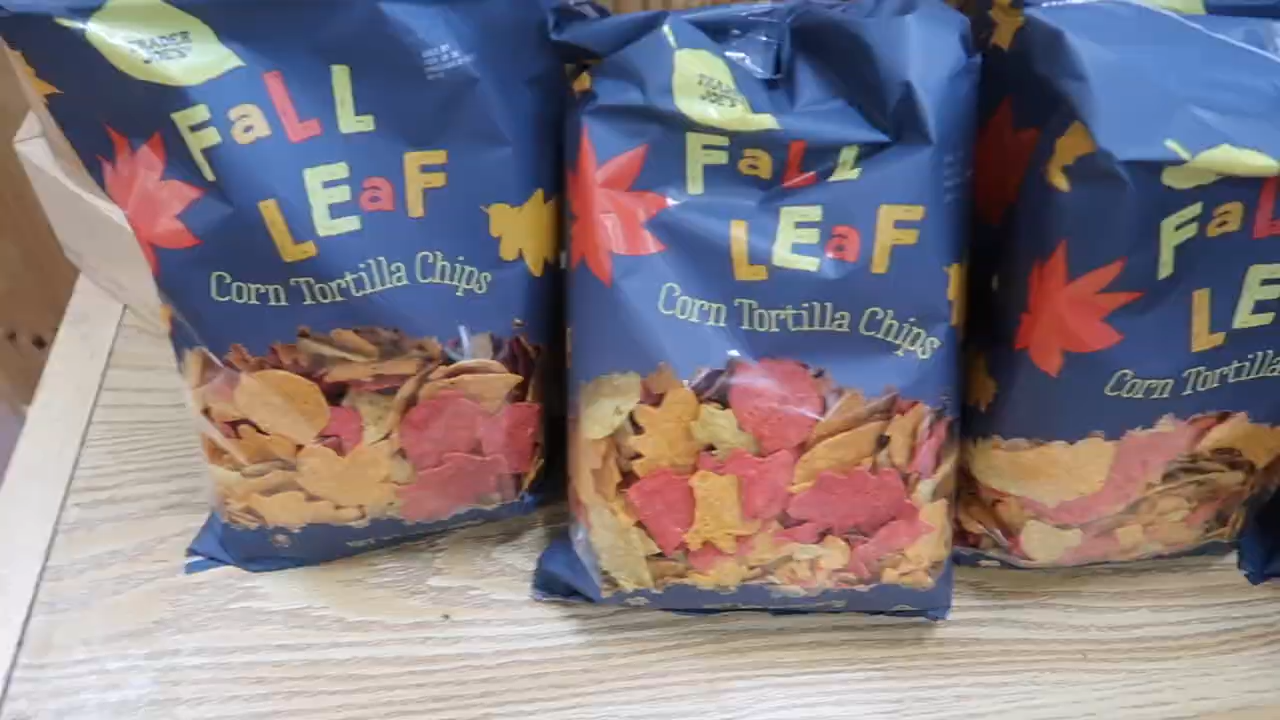 TRADER
JOE'S
FaLL
LEaF
Corn Tortilla Chips
TRADER
JOE'S
FaLL
LEaF
Corn Tortilla Chips
FaL
LE
Corn Tortilla